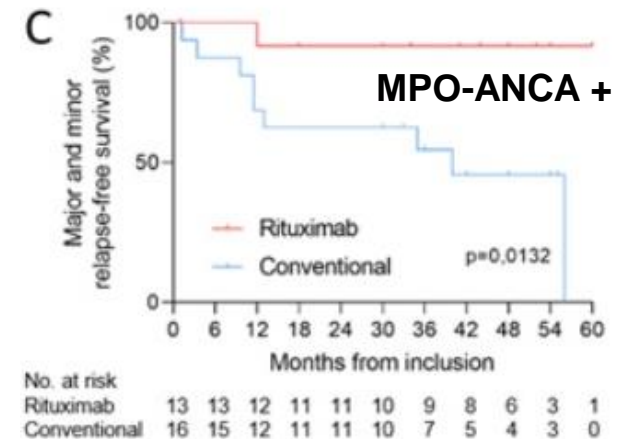 C
Major and minor
relapse-free survival (%)
100
50
0
MPO-ANCA +
Rituximab
Conventional
p=0,0132
0 6 12 18 24 30 36 42 48 54 60
Months from inclusion
No. at risk
Rituximab 13 13 12 11 11 10 9 8 6 3 1
Conventional 16 15 12 11 11 10 7 5 4 3 0